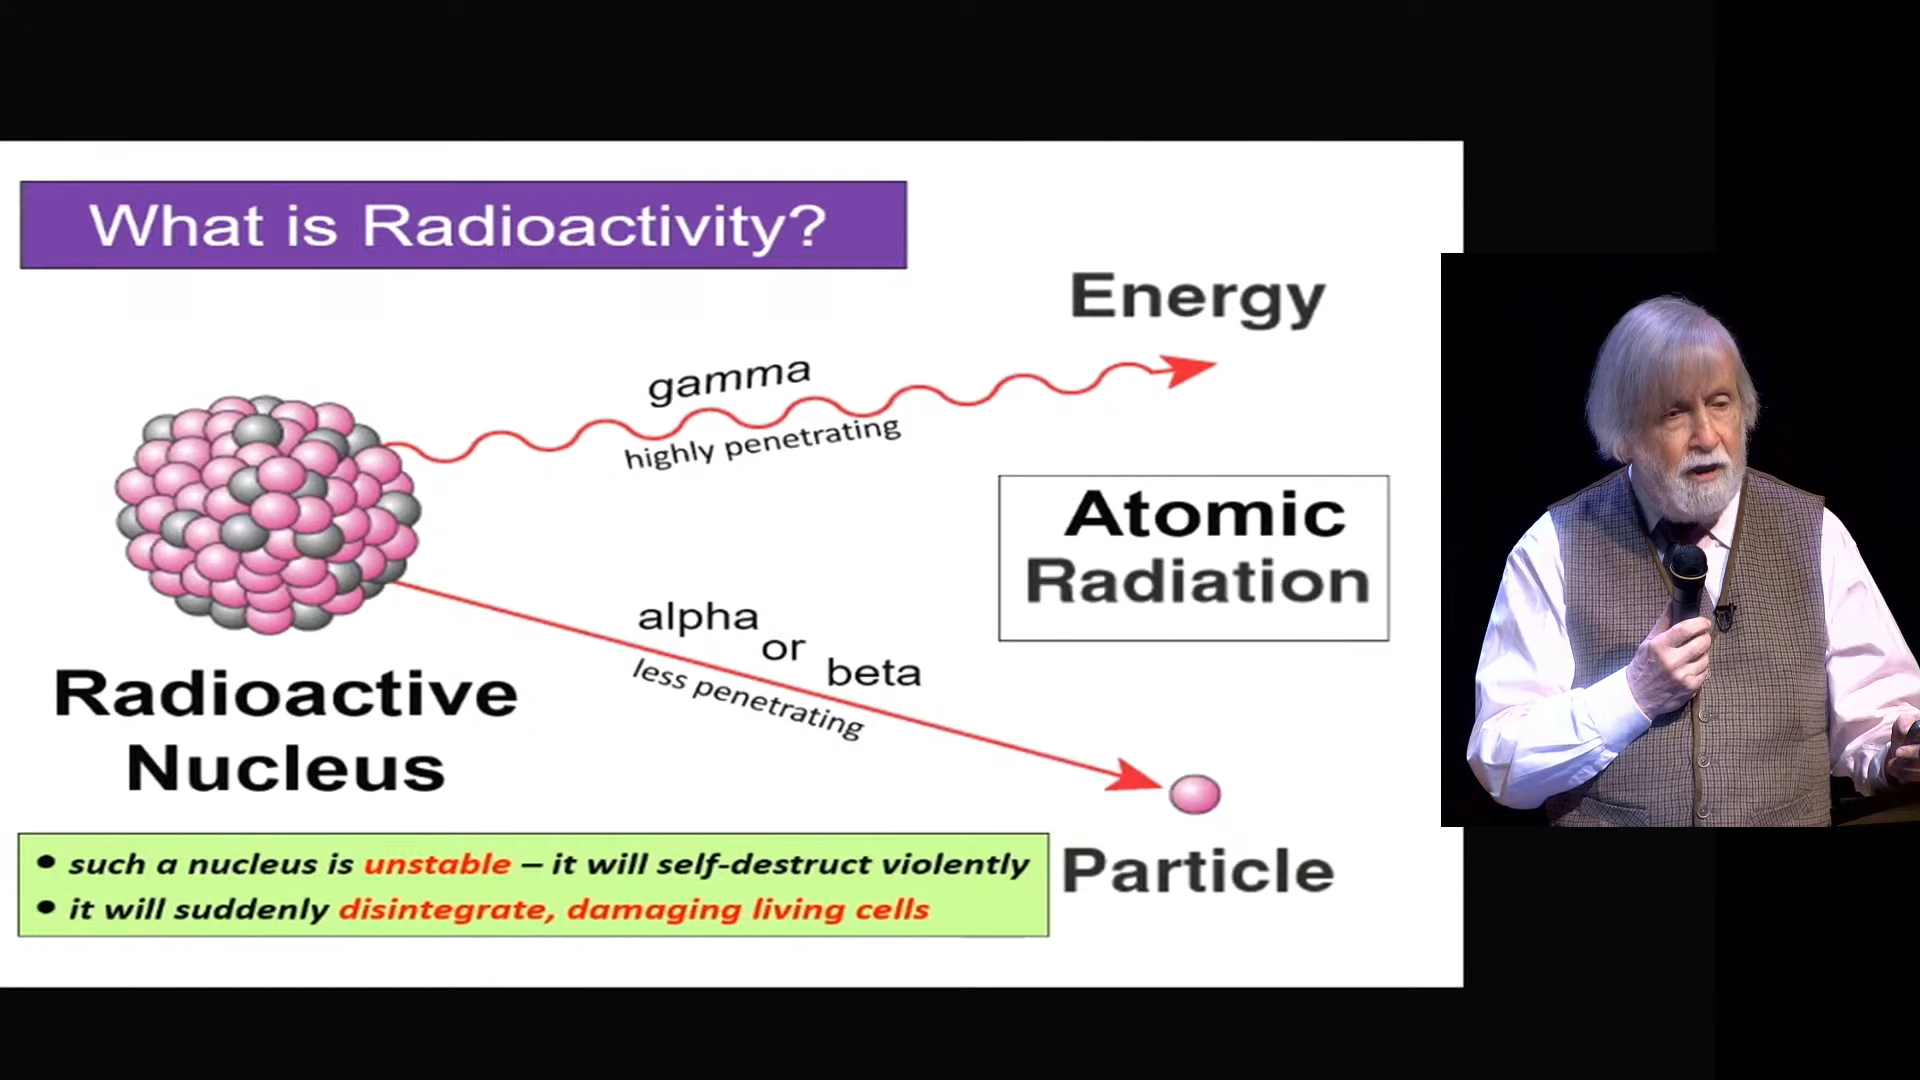 What is Radioactivity?
Energy
gamma
highly penetrating
Atomic
Radiation
alpha
or
beta
less penetrating
Radioactive
Nucleus
• such a nucleus is unstable – it will self-destruct violently
• it will suddenly disintegrate, damaging living cells
Particle